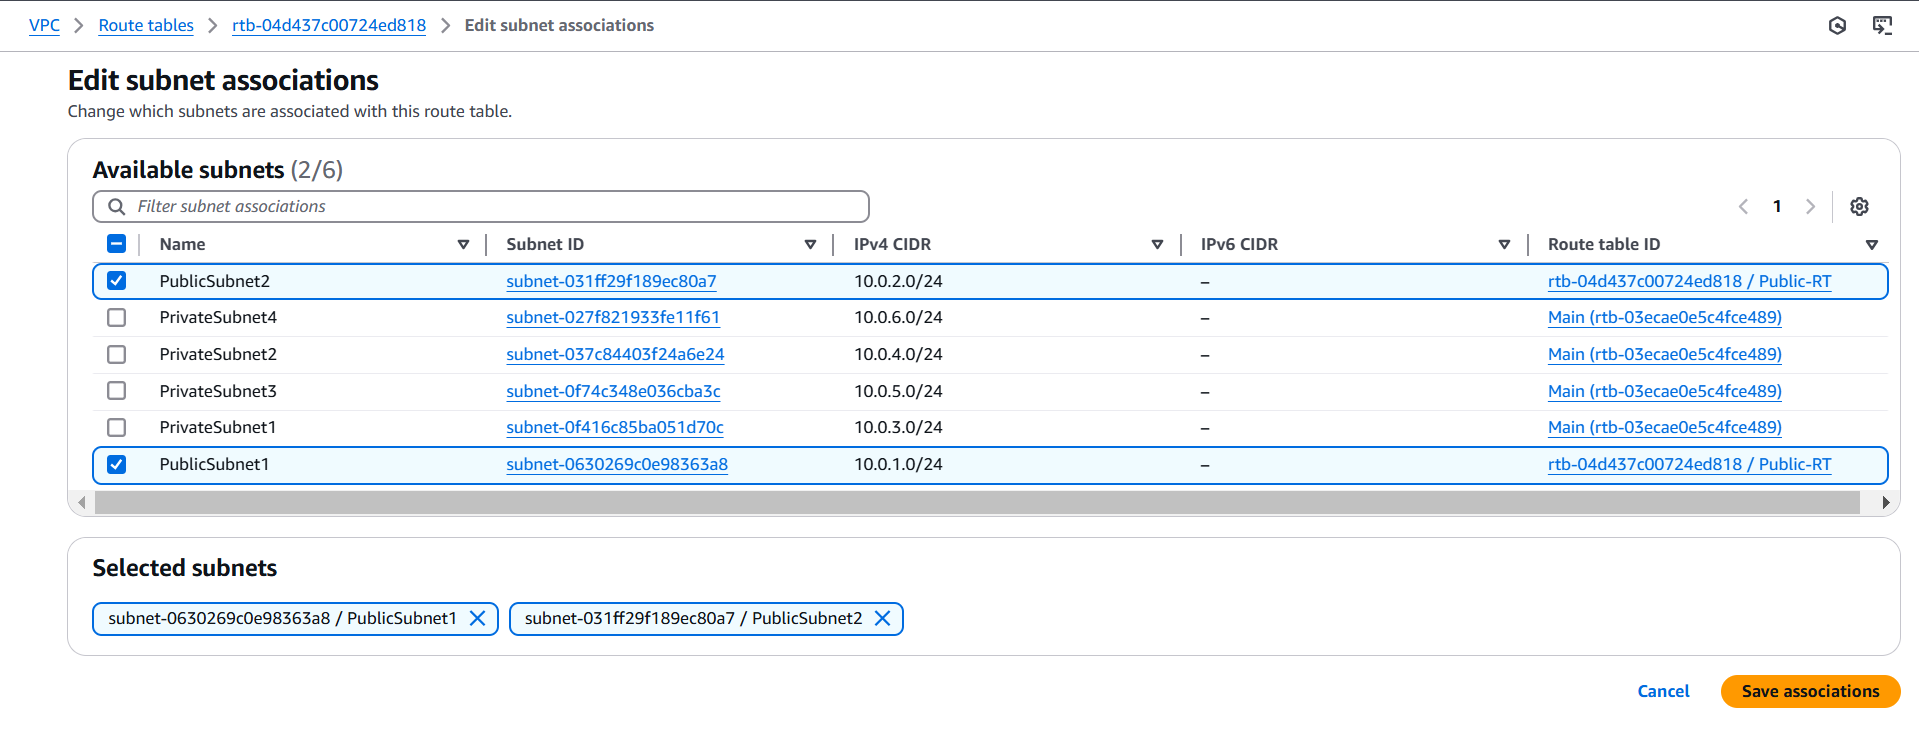 VPC > Route tables > rtb-04d437c00724ed818 > Edit subnet associations
Edit subnet associations
Change which subnets are associated with this route table.
Available subnets (2/6)
Filter subnet associations
1
Name Subnet ID IPv4 CIDR IPv6 CIDR Route table ID
PublicSubnet2 subnet-031ff29f189ec80a7 10.0.2.0/24 – rtb-04d437c00724ed818 / Public-RT
PrivateSubnet4 subnet-027f821933fe11f61 10.0.6.0/24 – Main (rtb-03ecae0e5c4fce489)
PrivateSubnet2 subnet-037c84403f24a6e24 10.0.4.0/24 – Main (rtb-03ecae0e5c4fce489)
PrivateSubnet3 subnet-0f74c348e036cba3c 10.0.5.0/24 – Main (rtb-03ecae0e5c4fce489)
PrivateSubnet1 subnet-0f416c85ba051d70c 10.0.3.0/24 – Main (rtb-03ecae0e5c4fce489)
PublicSubnet1 subnet-0630269c0e98363a8 10.0.1.0/24 – rtb-04d437c00724ed818 / Public-RT
Selected subnets
subnet-0630269c0e98363a8 / PublicSubnet1 subnet-031ff29f189ec80a7 / PublicSubnet2
Cancel Save associations